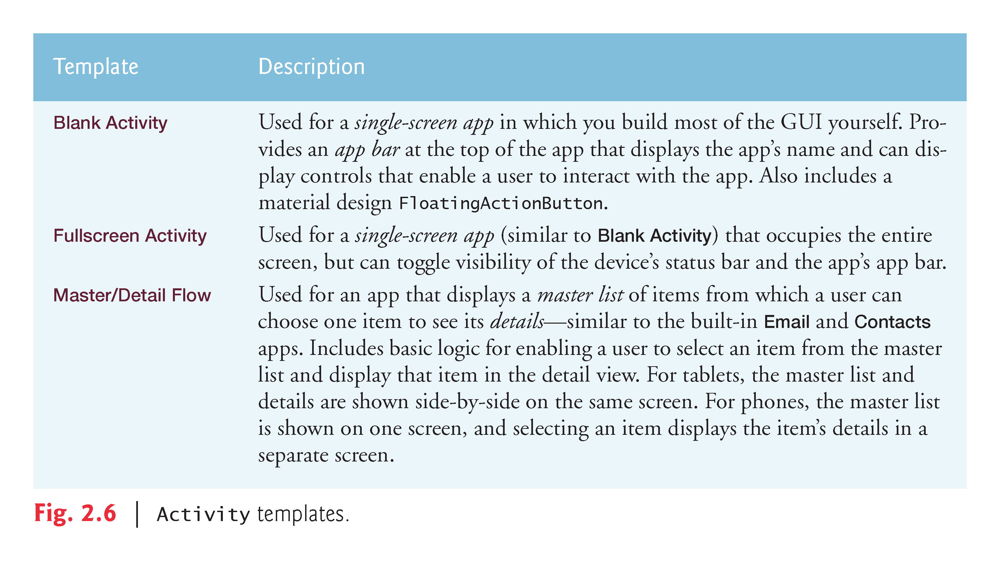 Template Description
Blank Activity Used for a single-screen app in which you build most of the GUI yourself. Pro-
vides an app bar at the top of the app that displays the app’s name and can dis-
play controls that enable a user to interact with the app. Also includes a
material design FloatingActionButton.
Fullscreen Activity Used for a single-screen app (similar to Blank Activity) that occupies the entire
screen, but can toggle visibility of the device’s status bar and the app’s app bar.
Master/Detail Flow Used for an app that displays a master list of items from which a user can
choose one item to see its details—similar to the built-in Email and Contacts
apps. Includes basic logic for enabling a user to select an item from the master
list and display that item in the detail view. For tablets, the master list and
details are shown side-by-side on the same screen. For phones, the master list
is shown on one screen, and selecting an item displays the item’s details in a
separate screen.
Fig. 2.6 | Activity templates.